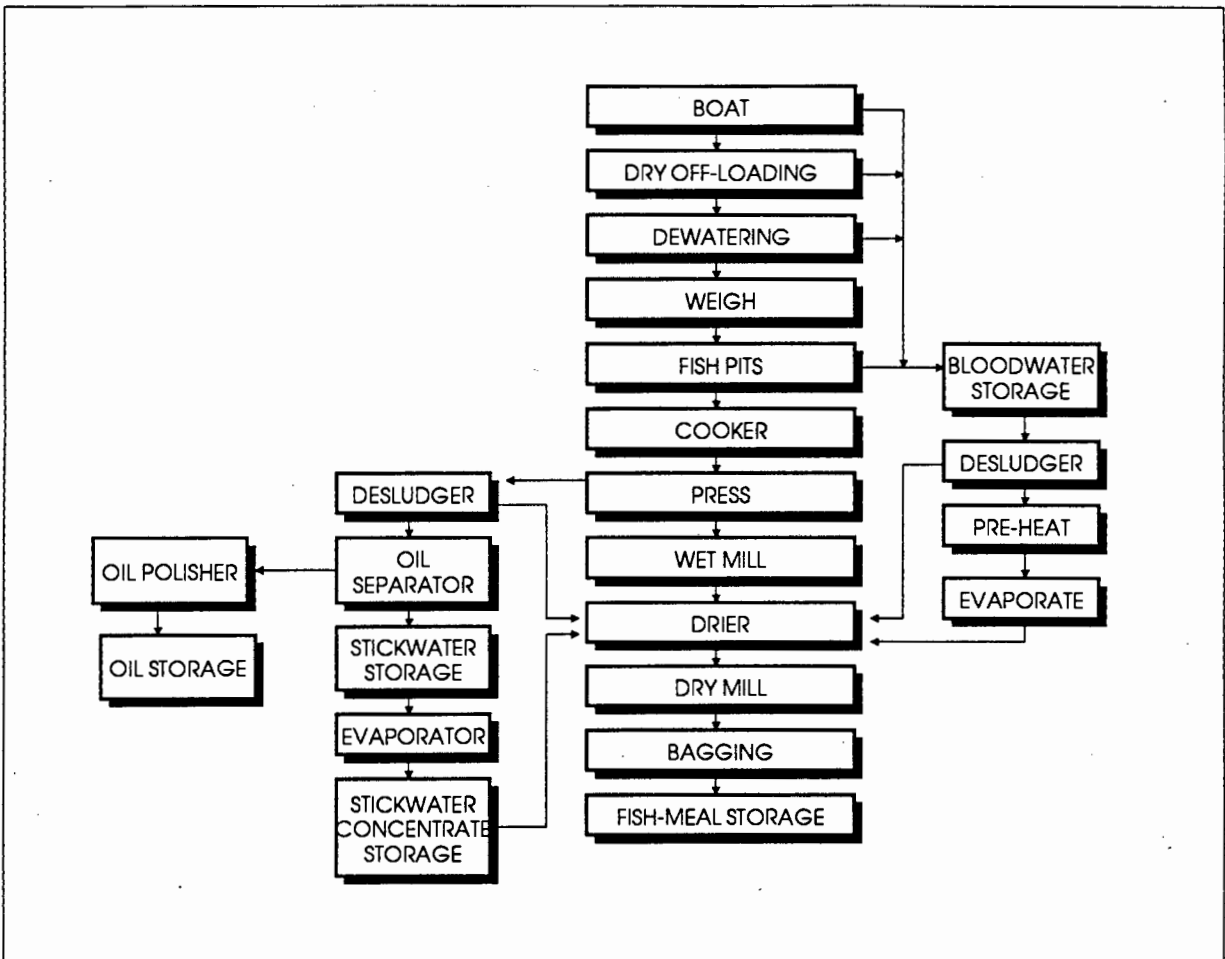 BOAT
DRY OFF-LOADING
DEWATERING
WEIGH
FISH PITS
BLOODWATER
STORAGE
COOKER
DESLUDGER
PRESS
DESLUDGER
PRE-HEAT
OIL POLISHER
OIL
SEPARATOR
WET MILL
EVAPORATE
DRIER
OIL STORAGE
STICKWATER
STORAGE
DRY MILL
EVAPORATOR
BAGGING
STICKWATER
CONCENTRATE
STORAGE
FISH-MEAL STORAGE